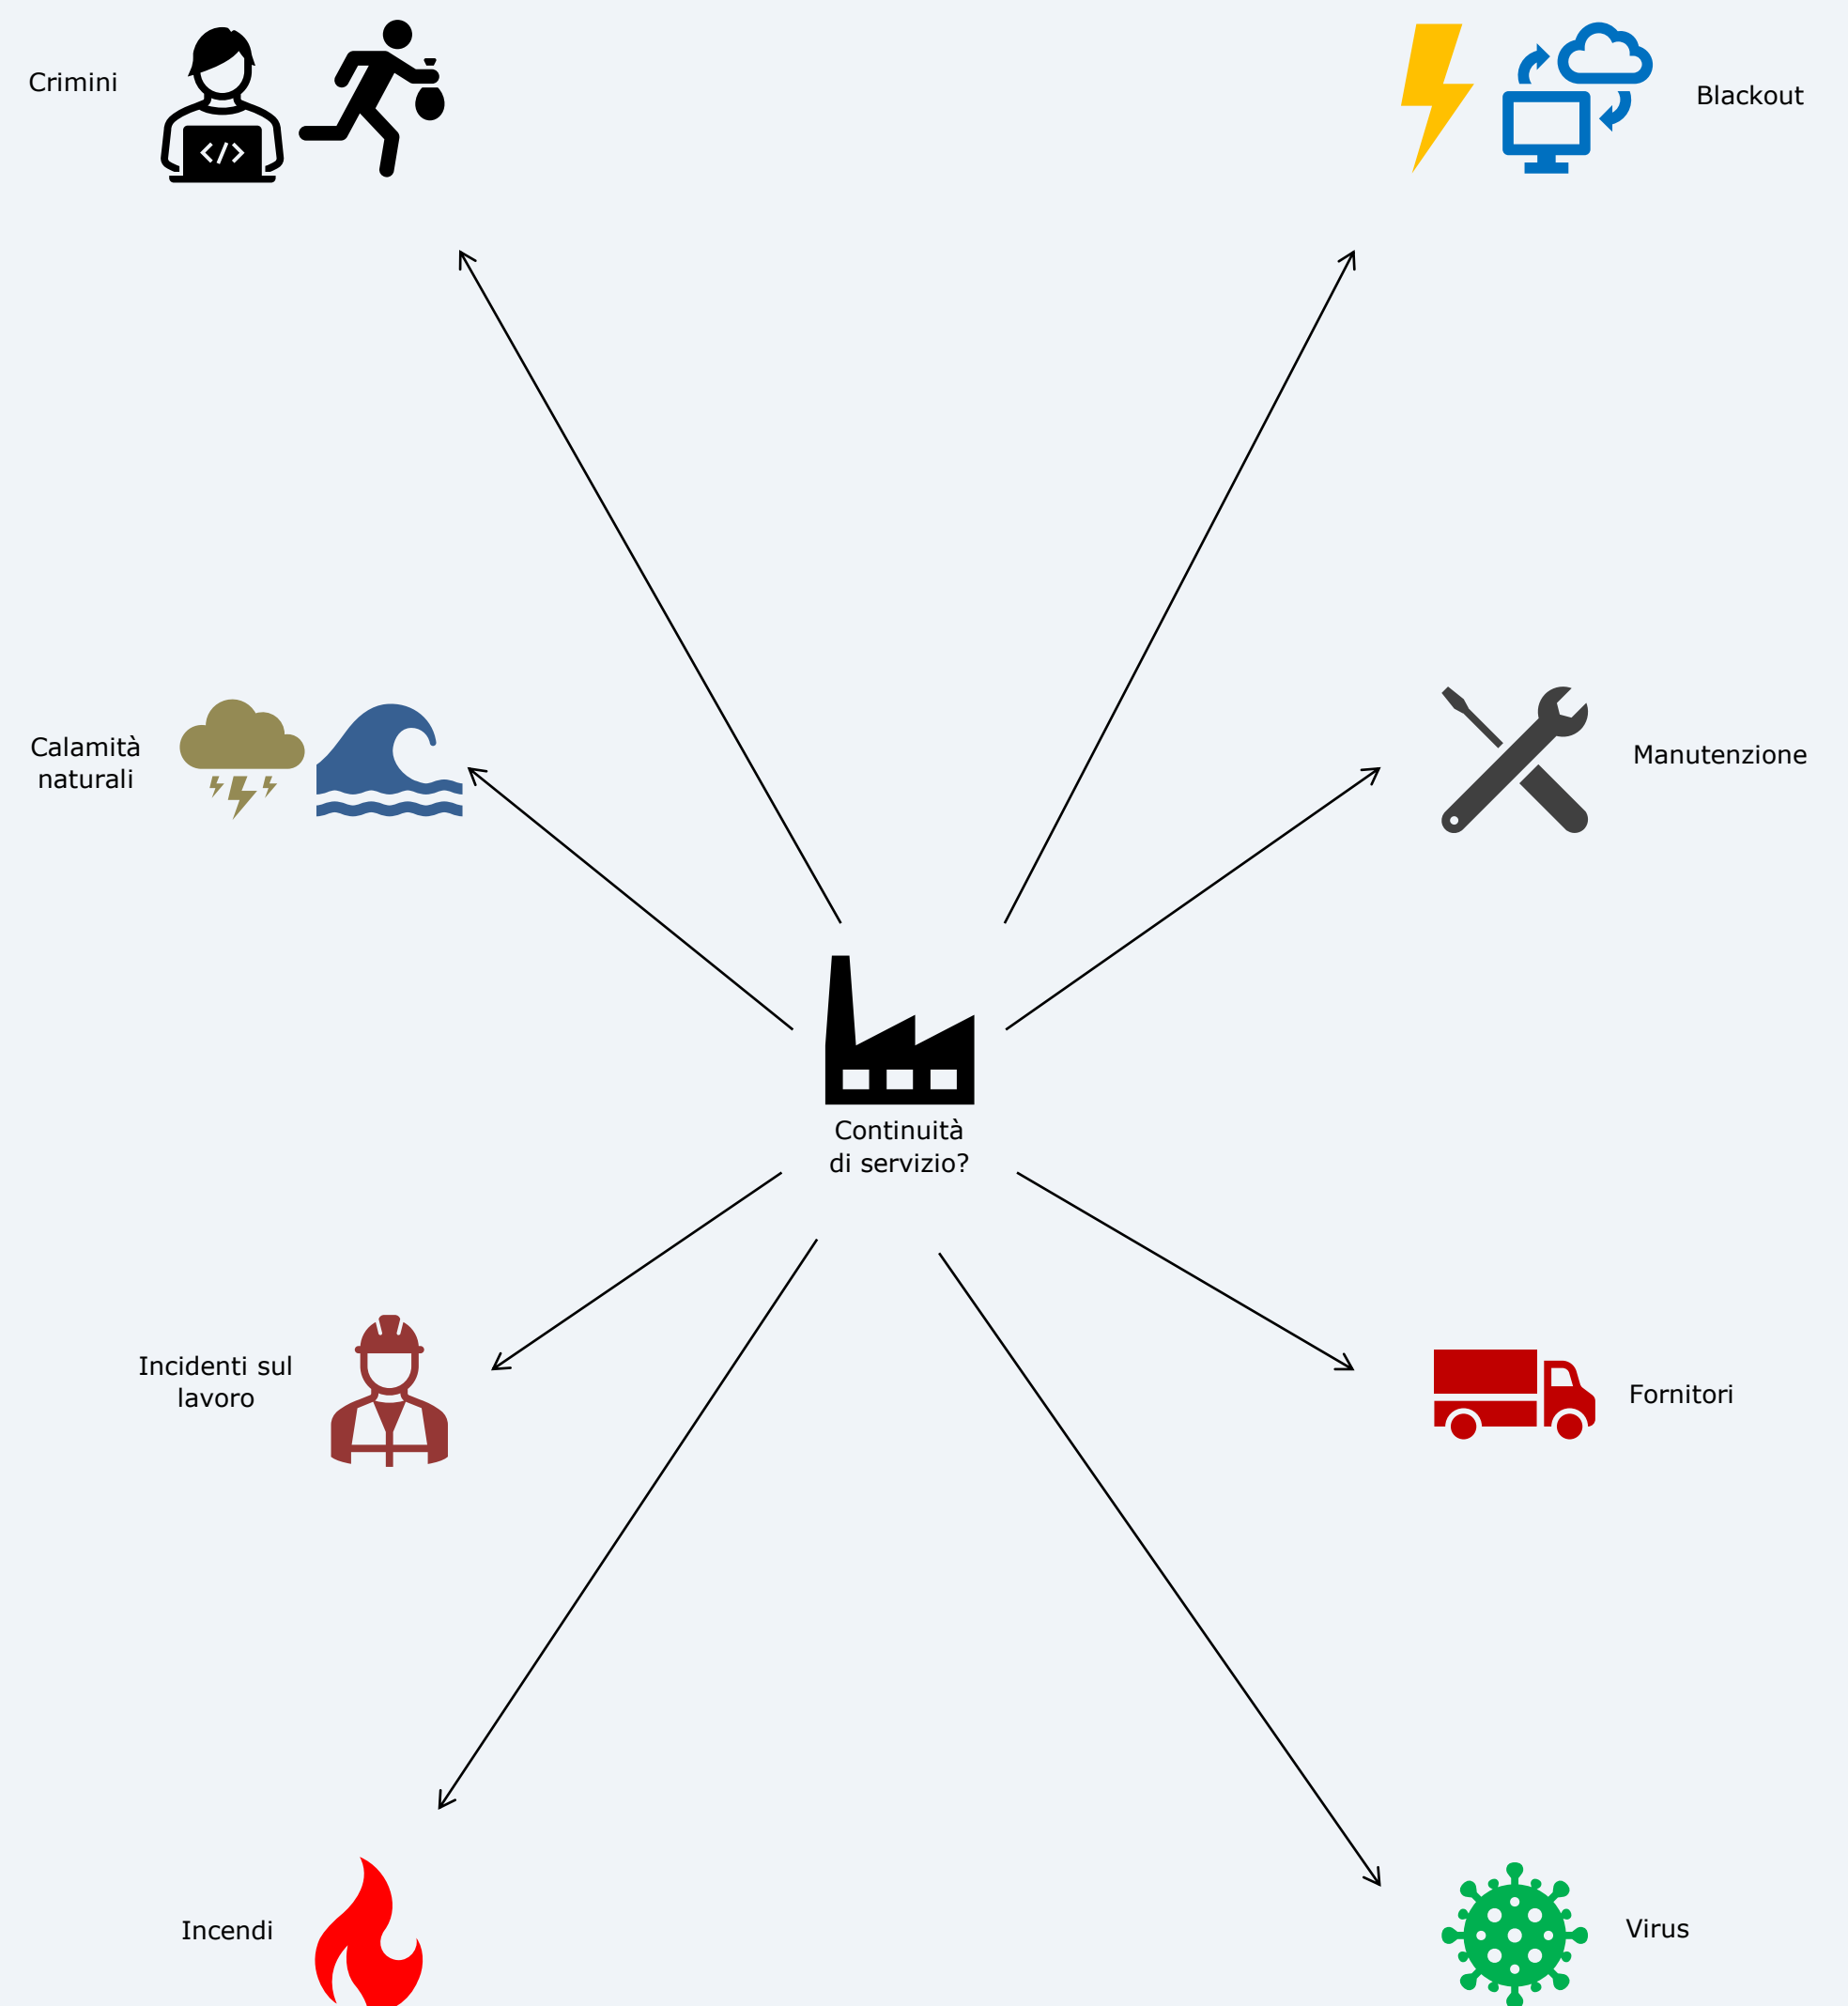 Crimini
Blackout
Calamità
naturali
Manutenzione
Continuità
di servizio?
Incidenti sul
lavoro
Fornitori
Incendi
Virus